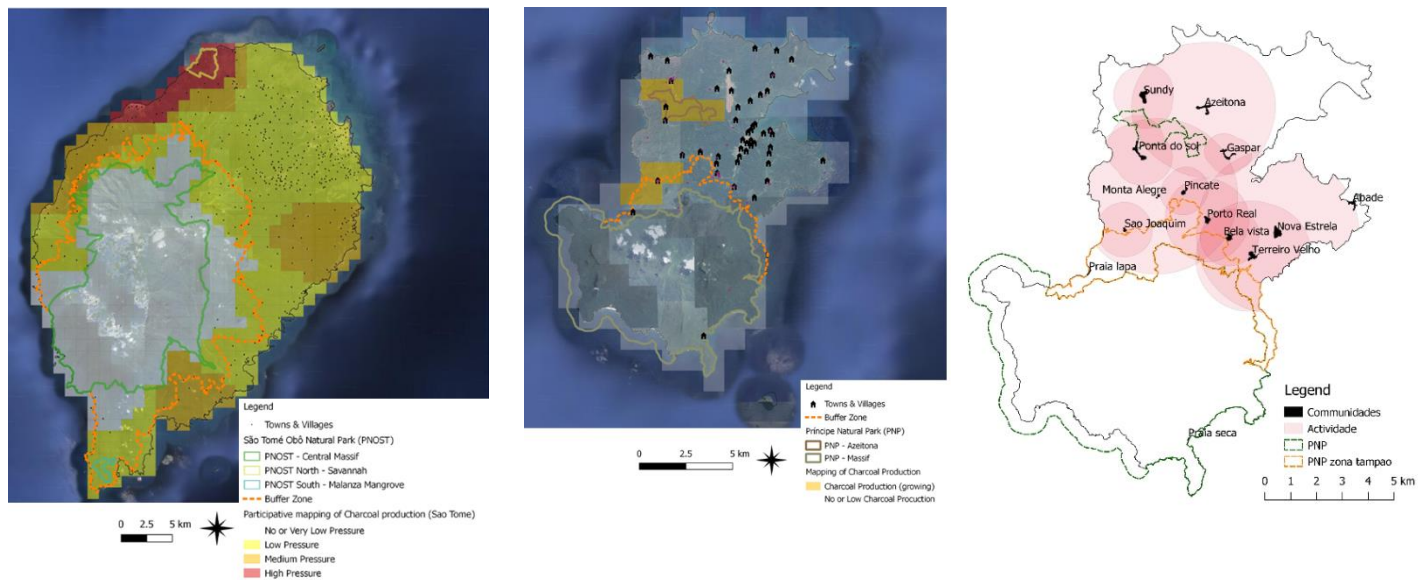 Legend
Towns & Villages
São Tomé Obô Natural Park (PNOST)
PNOST - Central Massif
PNOST North - Savannah
PNOST South - Malanza Mangrove
Buffer Zone
Participative mapping of Charcoal production (Sao Tome)
No or Very Low Pressure
Low Pressure
Medium Pressure
High Pressure
0 2.5 5 km
Legend
Towns & Villages
Buffer Zone
Príncipe Natural Park (PNP)
PNP - Azeitona
PNP - Massif
Mapping of Charcoal Production
Charcoal Production (growing)
No or Low Charcoal Procuction
0 2.5 5 km
Sundy
Azeitona
Ponta do sol
Gaspar
Monta Alegre
Pincate
Abade
Sao Joaquim
Porto Real
Bela vista
Nova Estrela
Terreiro Velho
Praia lapa
Praia seca
Legend
Communidades
Actividade
PNP
PNP zona tampao
0 1 2 3 4 5 km